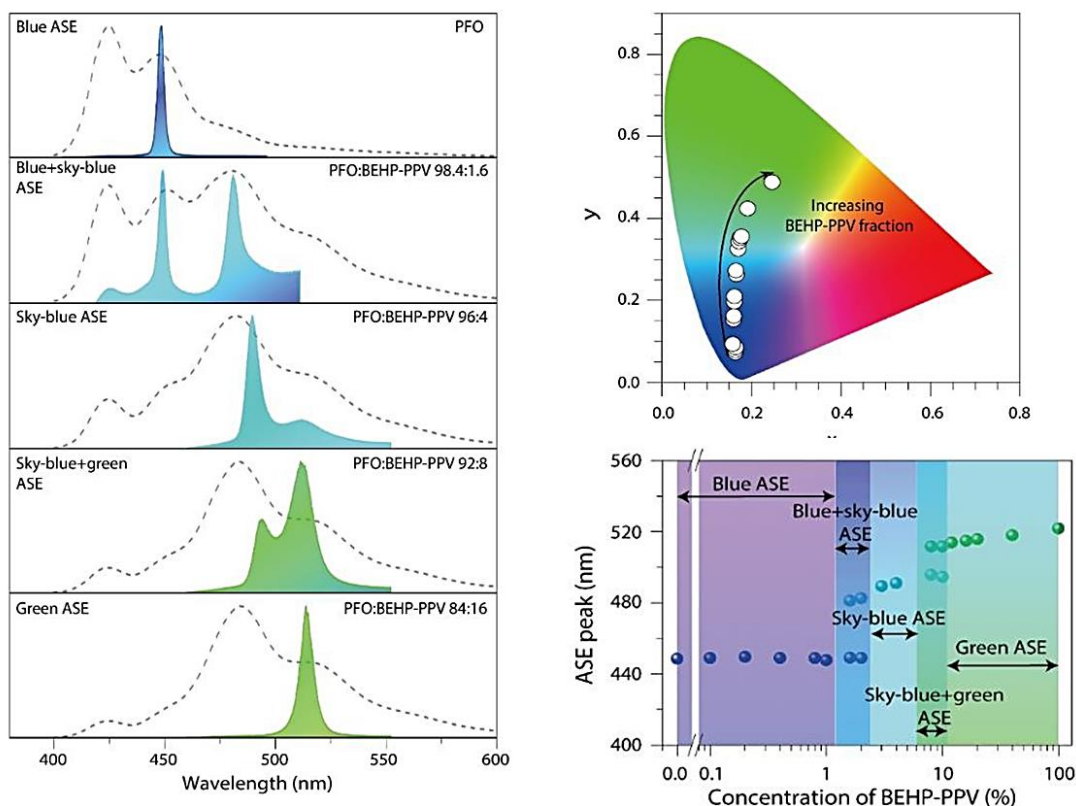 Blue ASE
PFO
Blue+sky-blue
ASE
PFO:BEHP-PPV 98.4:1.6
Sky-blue ASE
PFO:BEHP-PPV 96:4
Sky-blue+green
ASE
PFO:BEHP-PPV 92:8
Green ASE
PFO:BEHP-PPV 84:16
400
450
500
550
600
Wavelength (nm)
0.8
0.6
0.4
0.2
0.0
y
Increasing
BEHP-PPV fraction
0.0
0.2
0.4
0.6
0.8
560
520
480
440
400
ASE peak (nm)
Blue ASE
Blue+sky-blue
ASE
Sky-blue ASE
Green ASE
Sky-blue+green
ASE
0.0
0.1
1
10
100
Concentration of BEHP-PPV (%)